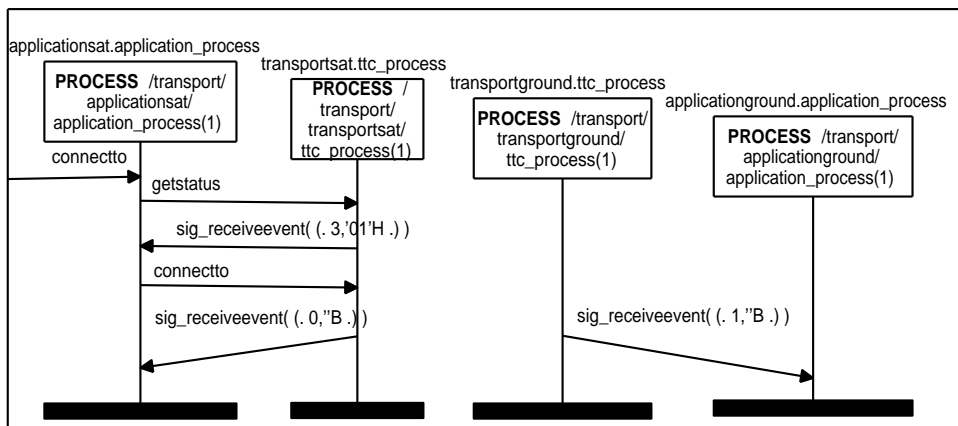 applicationsat.application_process
PROCESS /transport/
applicationsat/
application_process(1)
transportsat.ttc_process
PROCESS /
transport/
transportsat/
ttc_process(1)
transportground.ttc_process
PROCESS /transport/
transportground/
ttc_process(1)
applicationground.application_process
PROCESS /transport/
applicationground/
application_process(1)
connectto
getstatus
sig_receiveevent( (. 3,'01'H .) )
connectto
sig_receiveevent( (. 0,''B .) )
sig_receiveevent( (. 1,''B .) )